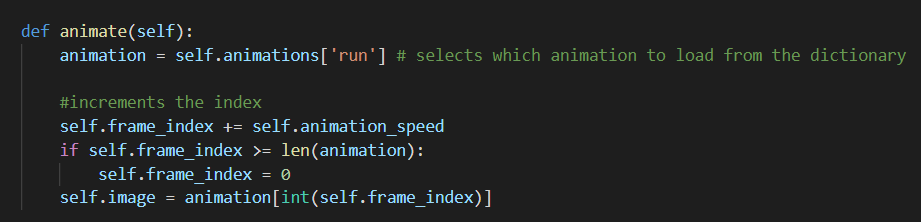 def animate(self):
    animation = self.animations['run'] # selects which animation to load from the dictionary

    #increments the index
    self.frame_index += self.animation_speed
    if self.frame_index >= len(animation):
        self.frame_index = 0
    self.image = animation[int(self.frame_index)]